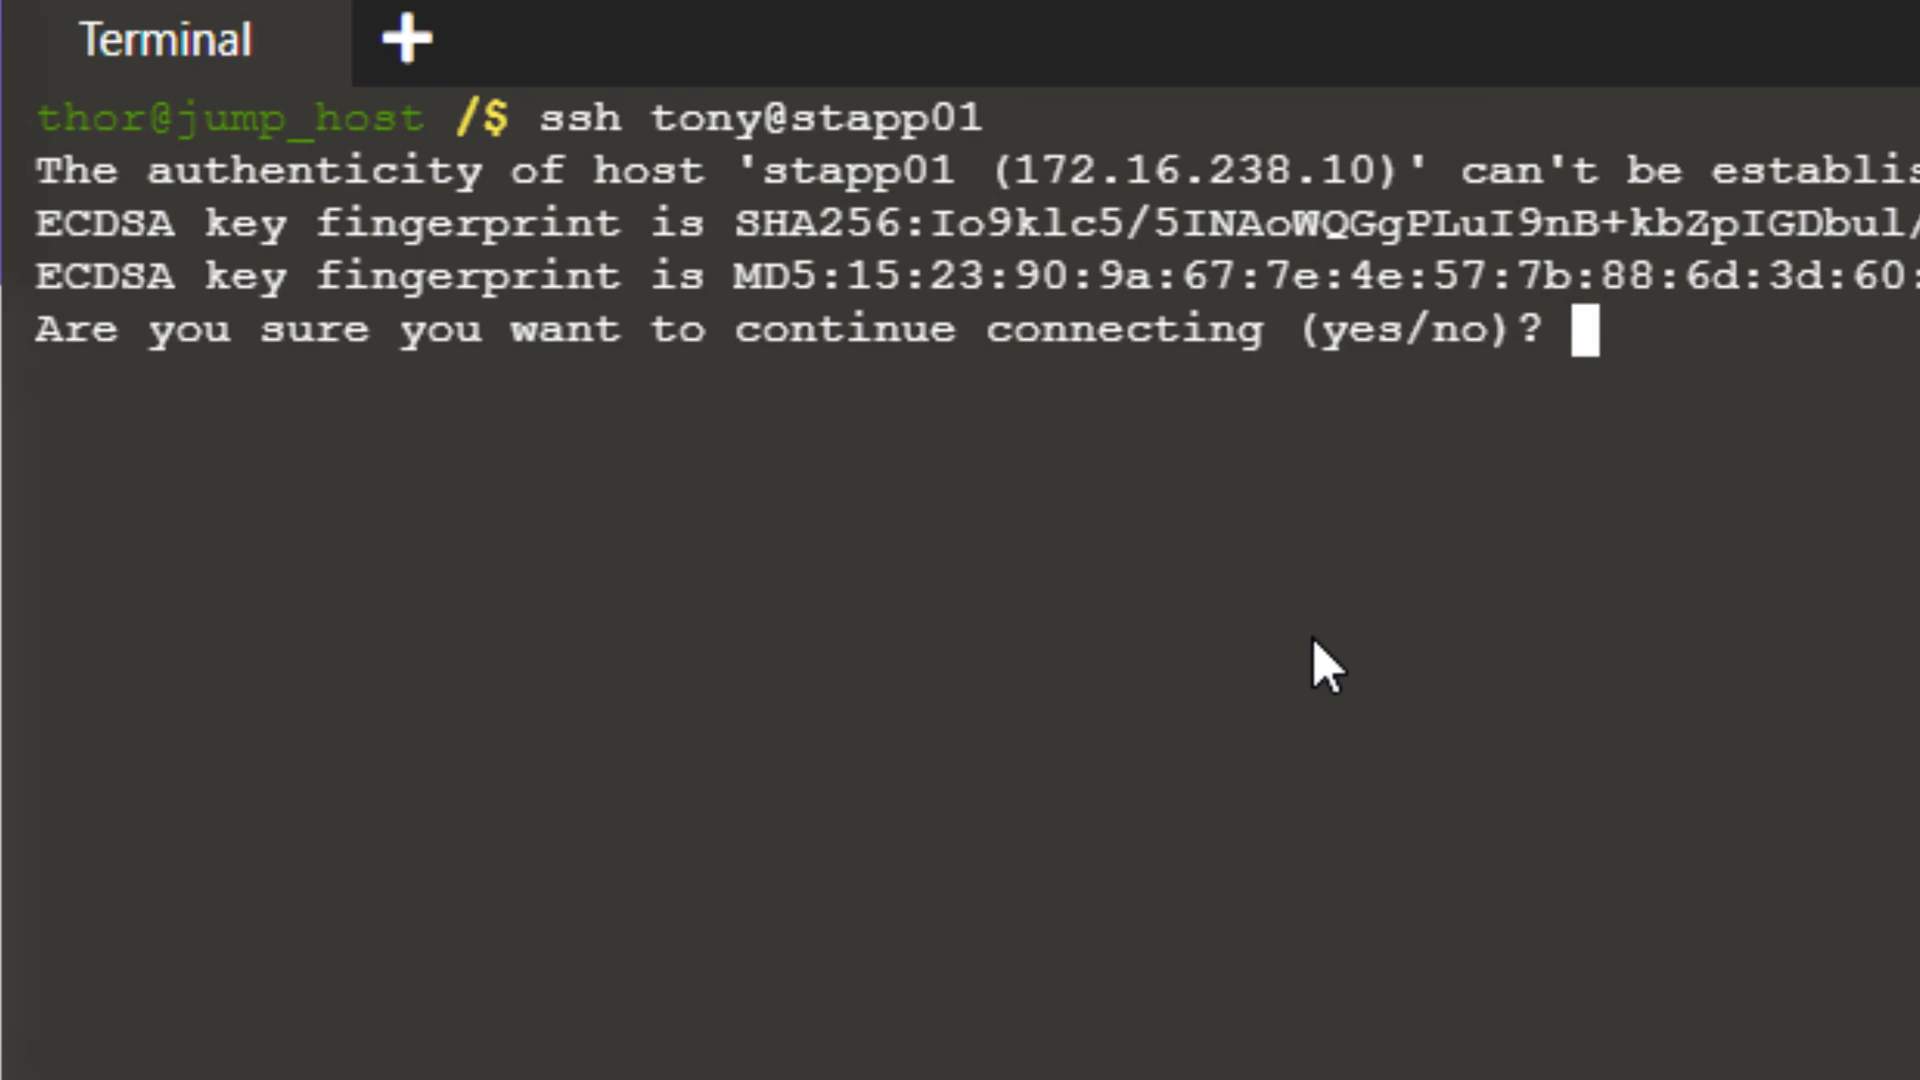 Terminal
thor@jump_host /$ ssh tony@stapp01
The authenticity of host 'stapp01 (172.16.238.10)' can't be establis
ECDSA key fingerprint is SHA256:Io9klc5/5INAoWQGgPLuI9nB+kbZpIGDbul/
ECDSA key fingerprint is MD5:15:23:90:9a:67:7e:4e:57:7b:88:6d:3d:60:
Are you sure you want to continue connecting (yes/no)?